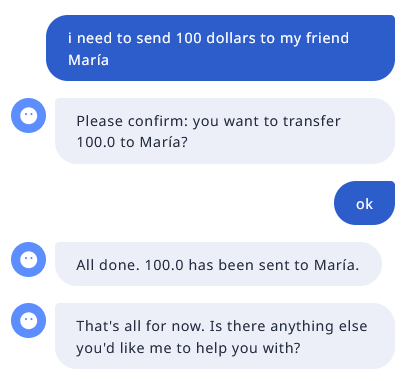 i need to send 100 dollars to my friend
María
Please confirm: you want to transfer
100.0 to María?
ok
All done. 100.0 has been sent to María.
That's all for now. Is there anything else
you'd like me to help you with?